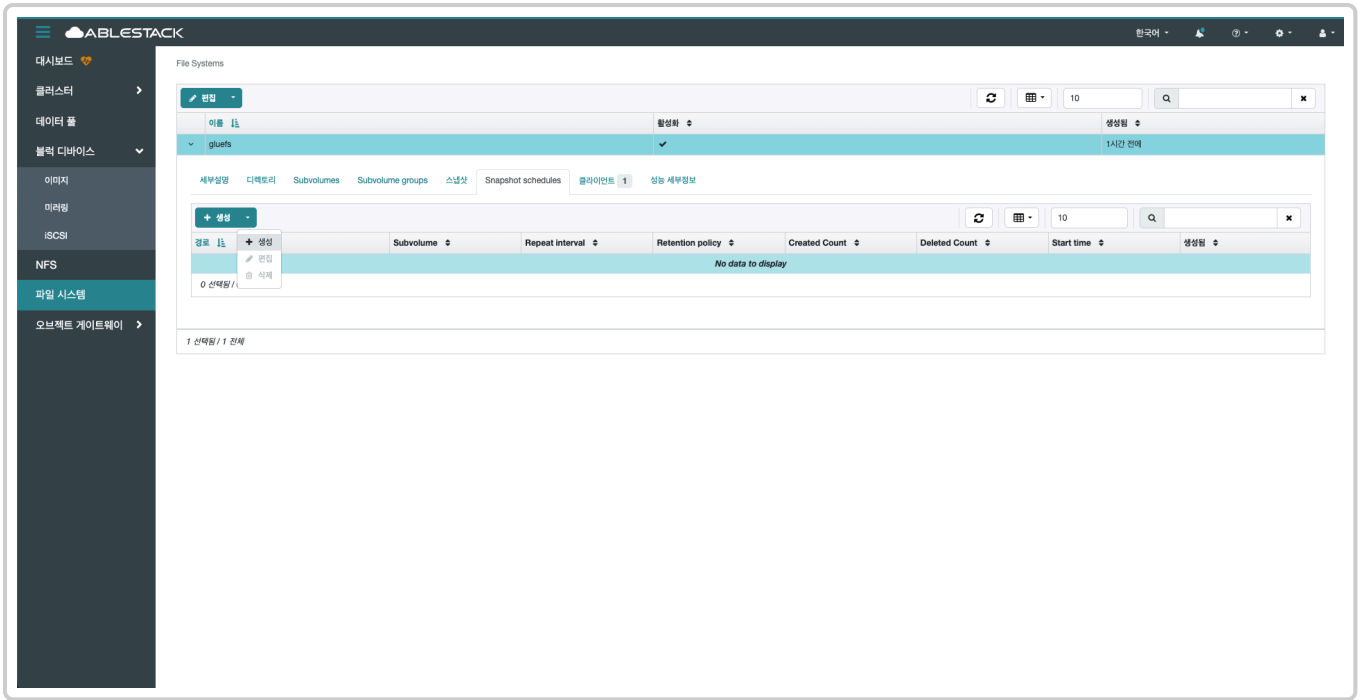 ABLESTACK 한국어
대시보드
클러스터
데이터 풀
블럭 디바이스
이미지
미러링
iSCSI
NFS
파일 시스템
오브젝트 게이트웨이
File Systems
편집 10
이름 활성화 생성됨
gluefs 1시간 전에
세부설명 디렉토리 Subvolumes Subvolume groups 스냅샷 Snapshot schedules 클라이언트 1 성능 세부정보
생성 10
경로 Subvolume Repeat interval Retention policy Created Count Deleted Count Start time 생성됨
생성
편집
삭제
No data to display
0 선택됨 /
1 선택됨 / 1 전체